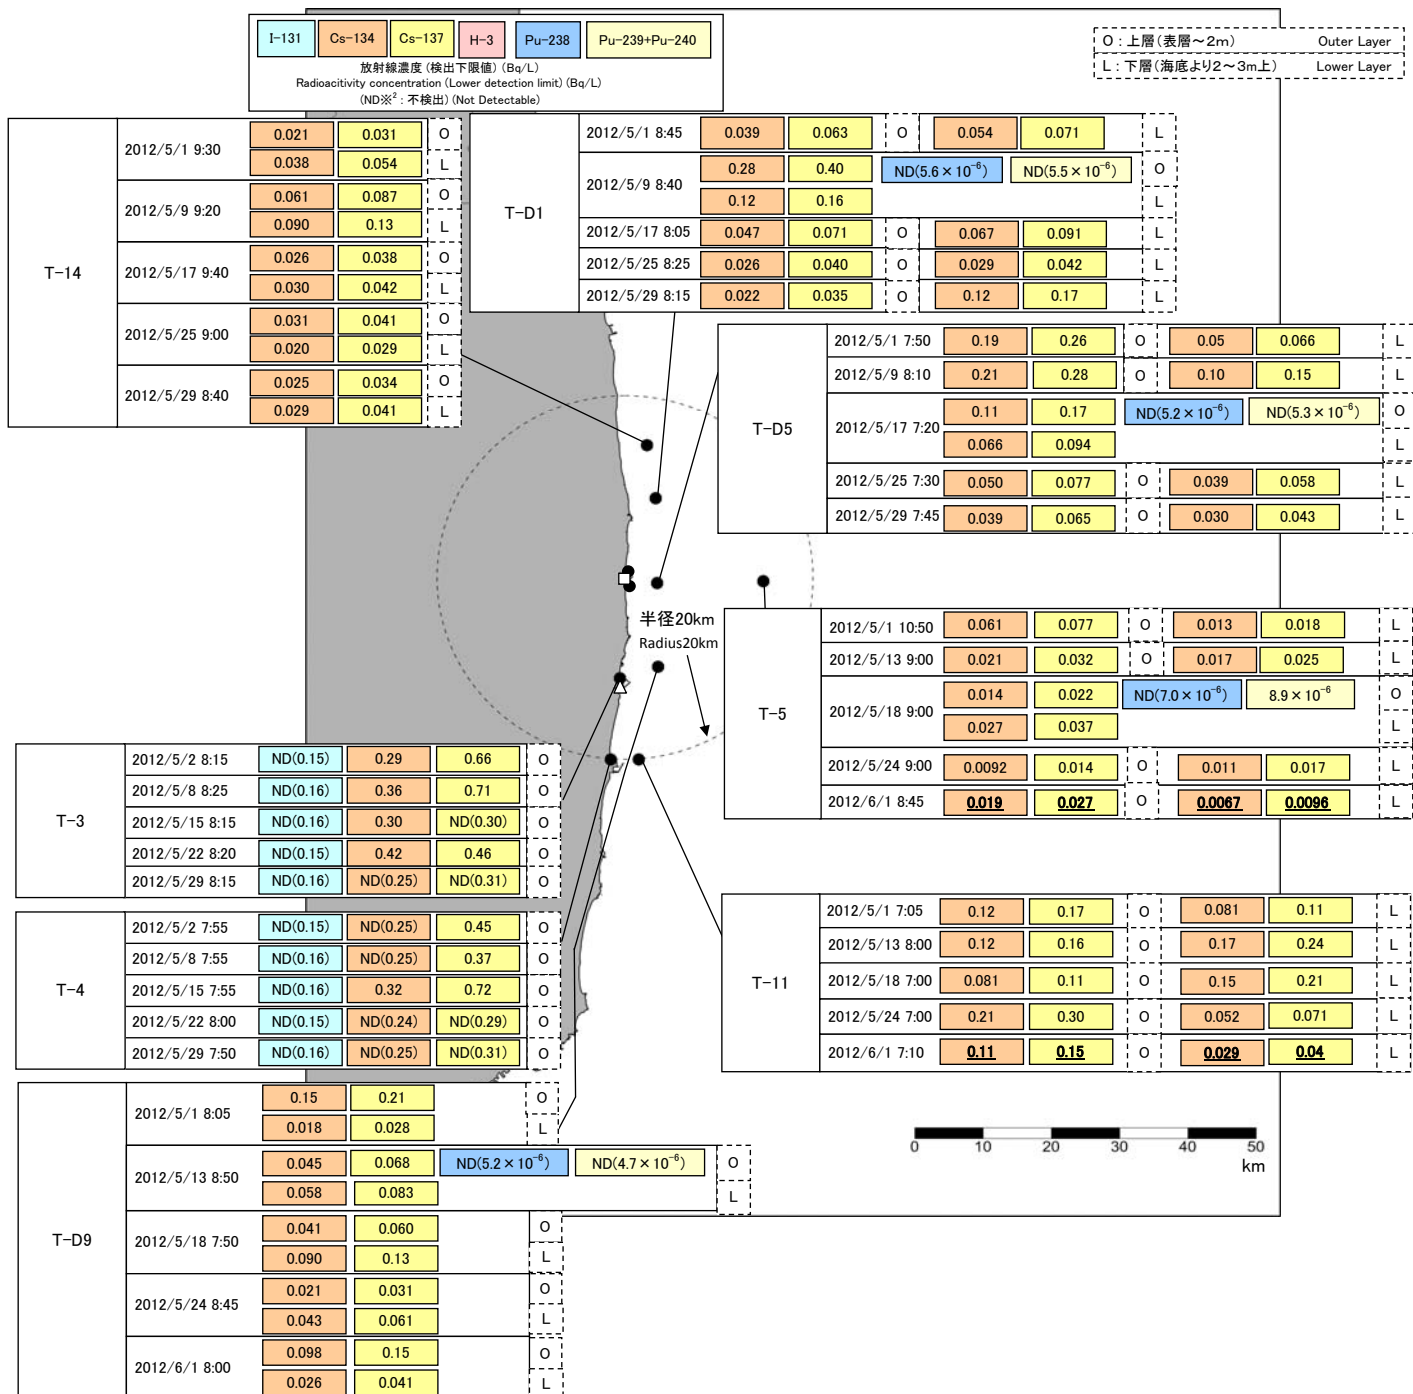 I-131 Cs-134 Cs-137 H-3 Pu-238 Pu-239+Pu-240
放射線濃度 (検出下限値) (Bq/L)
Radioacitivity concentration (Lower detection limit) (Bq/L)
(ND※2 : 不検出) (Not Detectable)
O : 上層 (表層～2m) Outer Layer
L : 下層 (海底より2～3m上) Lower Layer
T-14
2012/5/1 9:30 0.021 0.031 O
0.038 0.054 L
2012/5/9 9:20 0.061 0.087 O
0.090 0.13 L
2012/5/17 9:40 0.026 0.038 O
0.030 0.042 L
2012/5/25 9:00 0.031 0.041 O
0.020 0.029 L
2012/5/29 8:40 0.025 0.034 O
0.029 0.041 L
T-D1
2012/5/1 8:45 0.039 0.063 O 0.054 0.071 L
2012/5/9 8:40 0.28 0.40 ND(5.6×10−6) ND(5.5×10−6) O
0.12 0.16 L
2012/5/17 8:05 0.047 0.071 O 0.067 0.091 L
2012/5/25 8:25 0.026 0.040 O 0.029 0.042 L
2012/5/29 8:15 0.022 0.035 O 0.12 0.17 L
T-D5
2012/5/1 7:50 0.19 0.26 O 0.05 0.066 L
2012/5/9 8:10 0.21 0.28 O 0.10 0.15 L
2012/5/17 7:20 0.11 0.17 ND(5.2×10−6) ND(5.3×10−6) O
0.066 0.094 L
2012/5/25 7:30 0.050 0.077 O 0.039 0.058 L
2012/5/29 7:45 0.039 0.065 O 0.030 0.043 L
半径20km
Radius20km
T-5
2012/5/1 10:50 0.061 0.077 O 0.013 0.018 L
2012/5/13 9:00 0.021 0.032 O 0.017 0.025 L
2012/5/18 9:00 0.014 0.022 ND(7.0×10−6) 8.9×10−6 O
0.027 0.037 L
2012/5/24 9:00 0.0092 0.014 O 0.011 0.017 L
2012/6/1 8:45 0.019 0.027 O 0.0067 0.0096 L
T-3
2012/5/2 8:15 ND(0.15) 0.29 0.66 O
2012/5/8 8:25 ND(0.16) 0.36 0.71 O
2012/5/15 8:15 ND(0.16) 0.30 ND(0.30) O
2012/5/22 8:20 ND(0.15) 0.42 0.46 O
2012/5/29 8:15 ND(0.16) ND(0.25) ND(0.31) O
T-4
2012/5/2 7:55 ND(0.15) ND(0.25) 0.45 O
2012/5/8 7:55 ND(0.16) ND(0.25) 0.37 O
2012/5/15 7:55 ND(0.16) 0.32 0.72 O
2012/5/22 8:00 ND(0.15) ND(0.24) ND(0.29) O
2012/5/29 7:50 ND(0.16) ND(0.25) ND(0.31) O
T-11
2012/5/1 7:05 0.12 0.17 O 0.081 0.11 L
2012/5/13 8:00 0.12 0.16 O 0.17 0.24 L
2012/5/18 7:00 0.081 0.11 O 0.15 0.21 L
2012/5/24 7:00 0.21 0.30 O 0.052 0.071 L
2012/6/1 7:10 0.11 0.15 O 0.029 0.04 L
T-D9
2012/5/1 8:05 0.15 0.21 O
0.018 0.028 L
2012/5/13 8:50 0.045 0.068 ND(5.2×10−6) ND(4.7×10−6) O
0.058 0.083 L
2012/5/18 7:50 0.041 0.060 O
0.090 0.13 L
2012/5/24 8:45 0.021 0.031 O
0.043 0.061 L
2012/6/1 8:00 0.098 0.15 O
0.026 0.041 L
0 10 20 30 40 50
km